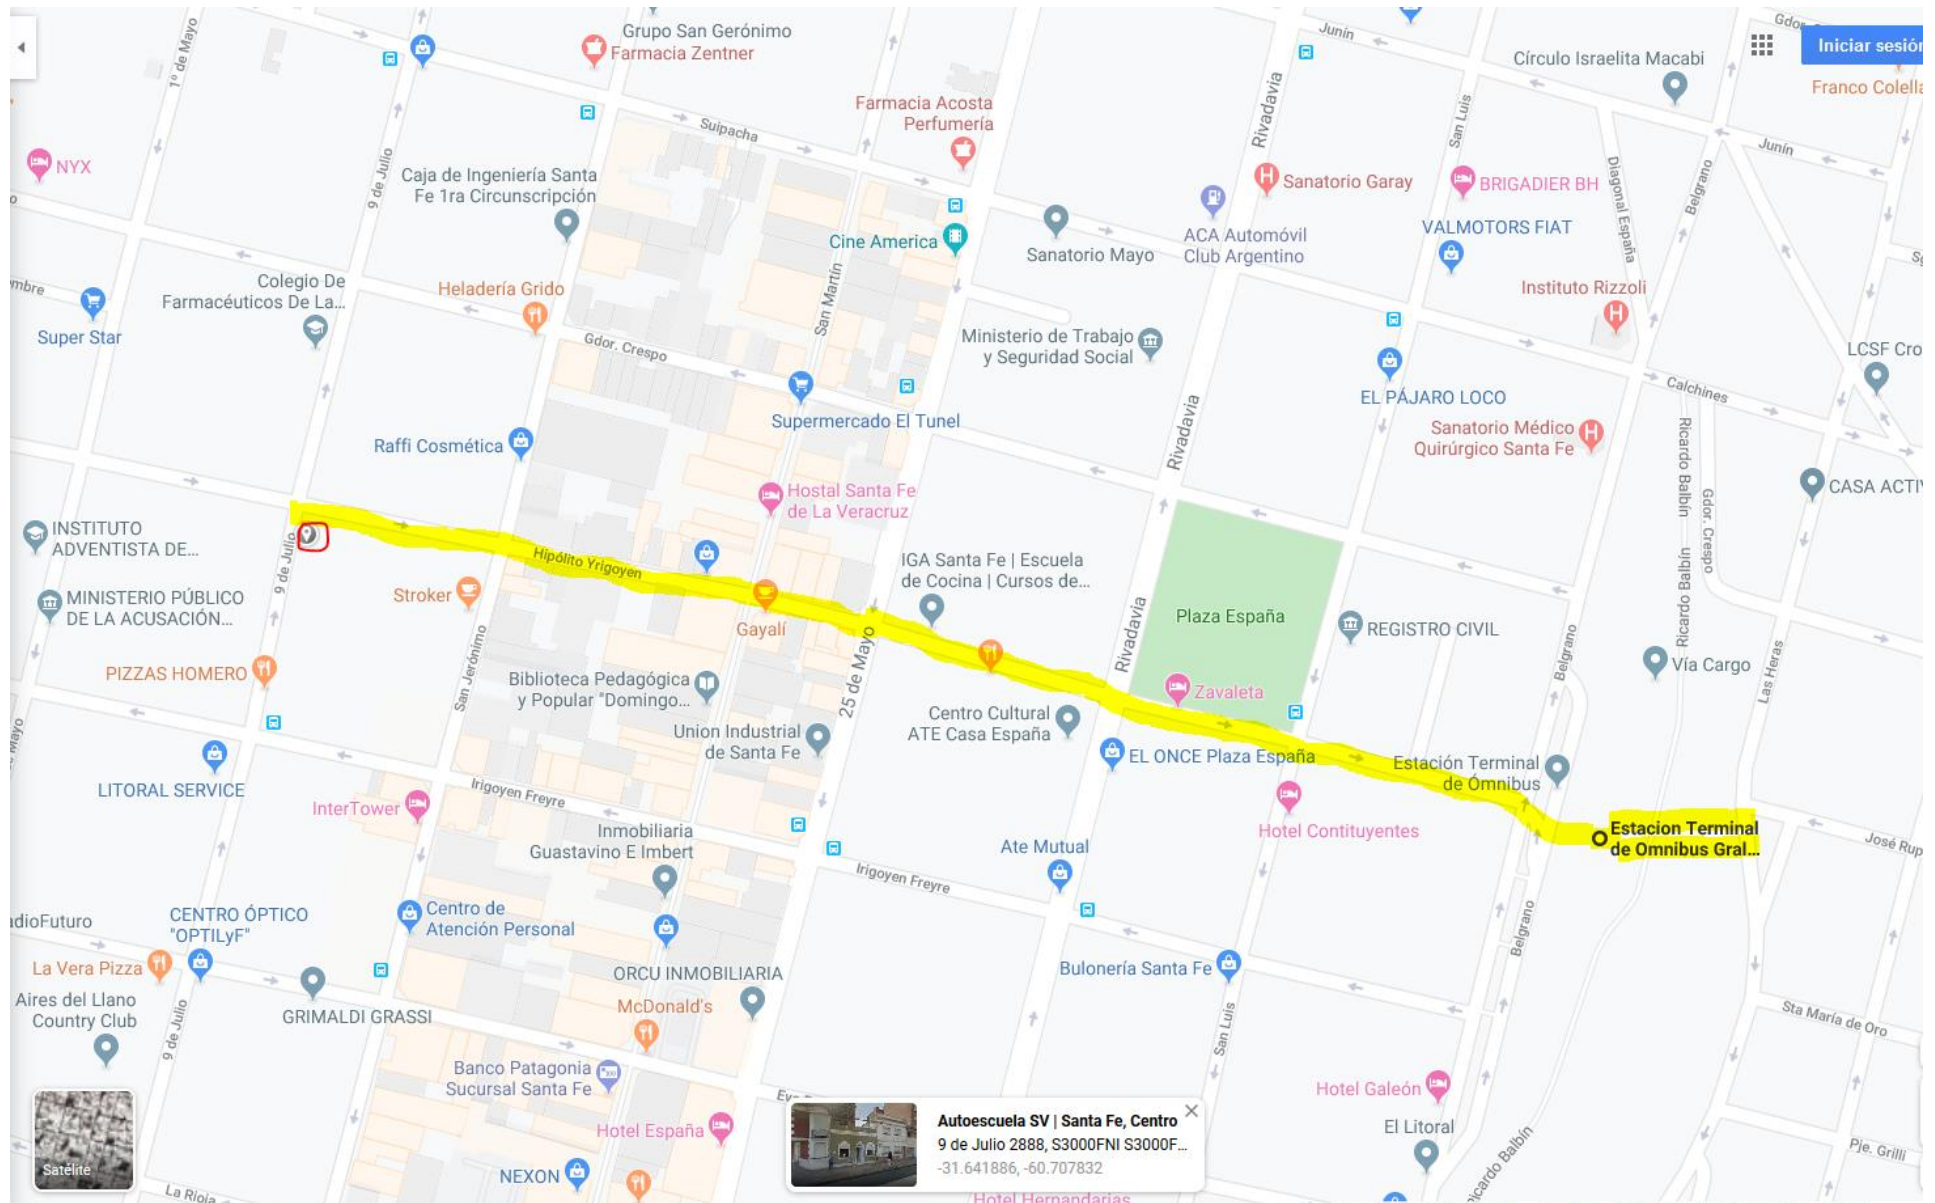 1º de Mayo
Grupo San Gerónimo
Farmacia Zentner
Junín
Gdor.
Iniciar sesión
Círculo Israelita Macabi
Franco Colella
Farmacia Acosta
Perfumería
Suipacha
Rivadavia
San Luis
Junín
NYX
9 de Julio
Caja de Ingeniería Santa
Fe 1ra Circunscripción
Sanatorio Garay
BRIGADIER BH
Diagonal España
Belgrano
Cine America
Sanatorio Mayo
ACA Automóvil
Club Argentino
VALMOTORS FIAT
Colegio De
Farmacéuticos De La...
Heladería Grido
San Martín
Instituto Rizzoli
Super Star
Gdor. Crespo
Ministerio de Trabajo
y Seguridad Social
LCSF Cro
Calchines
EL PÁJARO LOCO
Supermercado El Tunel
Raffi Cosmética
Rivadavia
Sanatorio Médico
Quirúrgico Santa Fe
Ricardo Balbín
Gdor. Crespo
CASA ACTIV
Hostal Santa Fe
de La Veracruz
INSTITUTO
ADVENTISTA DE...
9 de Julio
Hipólito Yrigoyen
IGA Santa Fe | Escuela
de Cocina | Cursos de...
Stroker
MINISTERIO PÚBLICO
DE LA ACUSACIÓN...
Gayalí
Plaza España
REGISTRO CIVIL
Rivadavia
Belgrano
Ricardo Balbín
Vía Cargo
Las Heras
PIZZAS HOMERO
San Jerónimo
Biblioteca Pedagógica
y Popular "Domingo...
25 de Mayo
Zavaleta
Centro Cultural
ATE Casa España
Union Industrial
de Santa Fe
EL ONCE Plaza España
Estación Terminal
de Ómnibus
LITORAL SERVICE
Irigoyen Freyre
InterTower
Inmobiliaria
Guastavino E Imbert
Hotel Contituyentes
Estacion Terminal
de Omnibus Gral...
José Rup
Ate Mutual
Irigoyen Freyre
adioFuturo
CENTRO ÓPTICO
"OPTILyF"
Centro de
Atención Personal
Belgrano
La Vera Pizza
ORCU INMOBILIARIA
Bulonería Santa Fe
Aires del Llano
Country Club
GRIMALDI GRASSI
McDonald's
9 de Julio
San Luis
Sta María de Oro
Banco Patagonia
Sucursal Santa Fe
Hotel Galeón
Autoescuela SV | Santa Fe, Centro
9 de Julio 2888, S3000FNI S3000F...
-31.641886, -60.707832
Hotel España
El Litoral
Ricardo Balbín
Pje. Grilli
Satélite
NEXON
La Rioja
Hotel Hernandarias